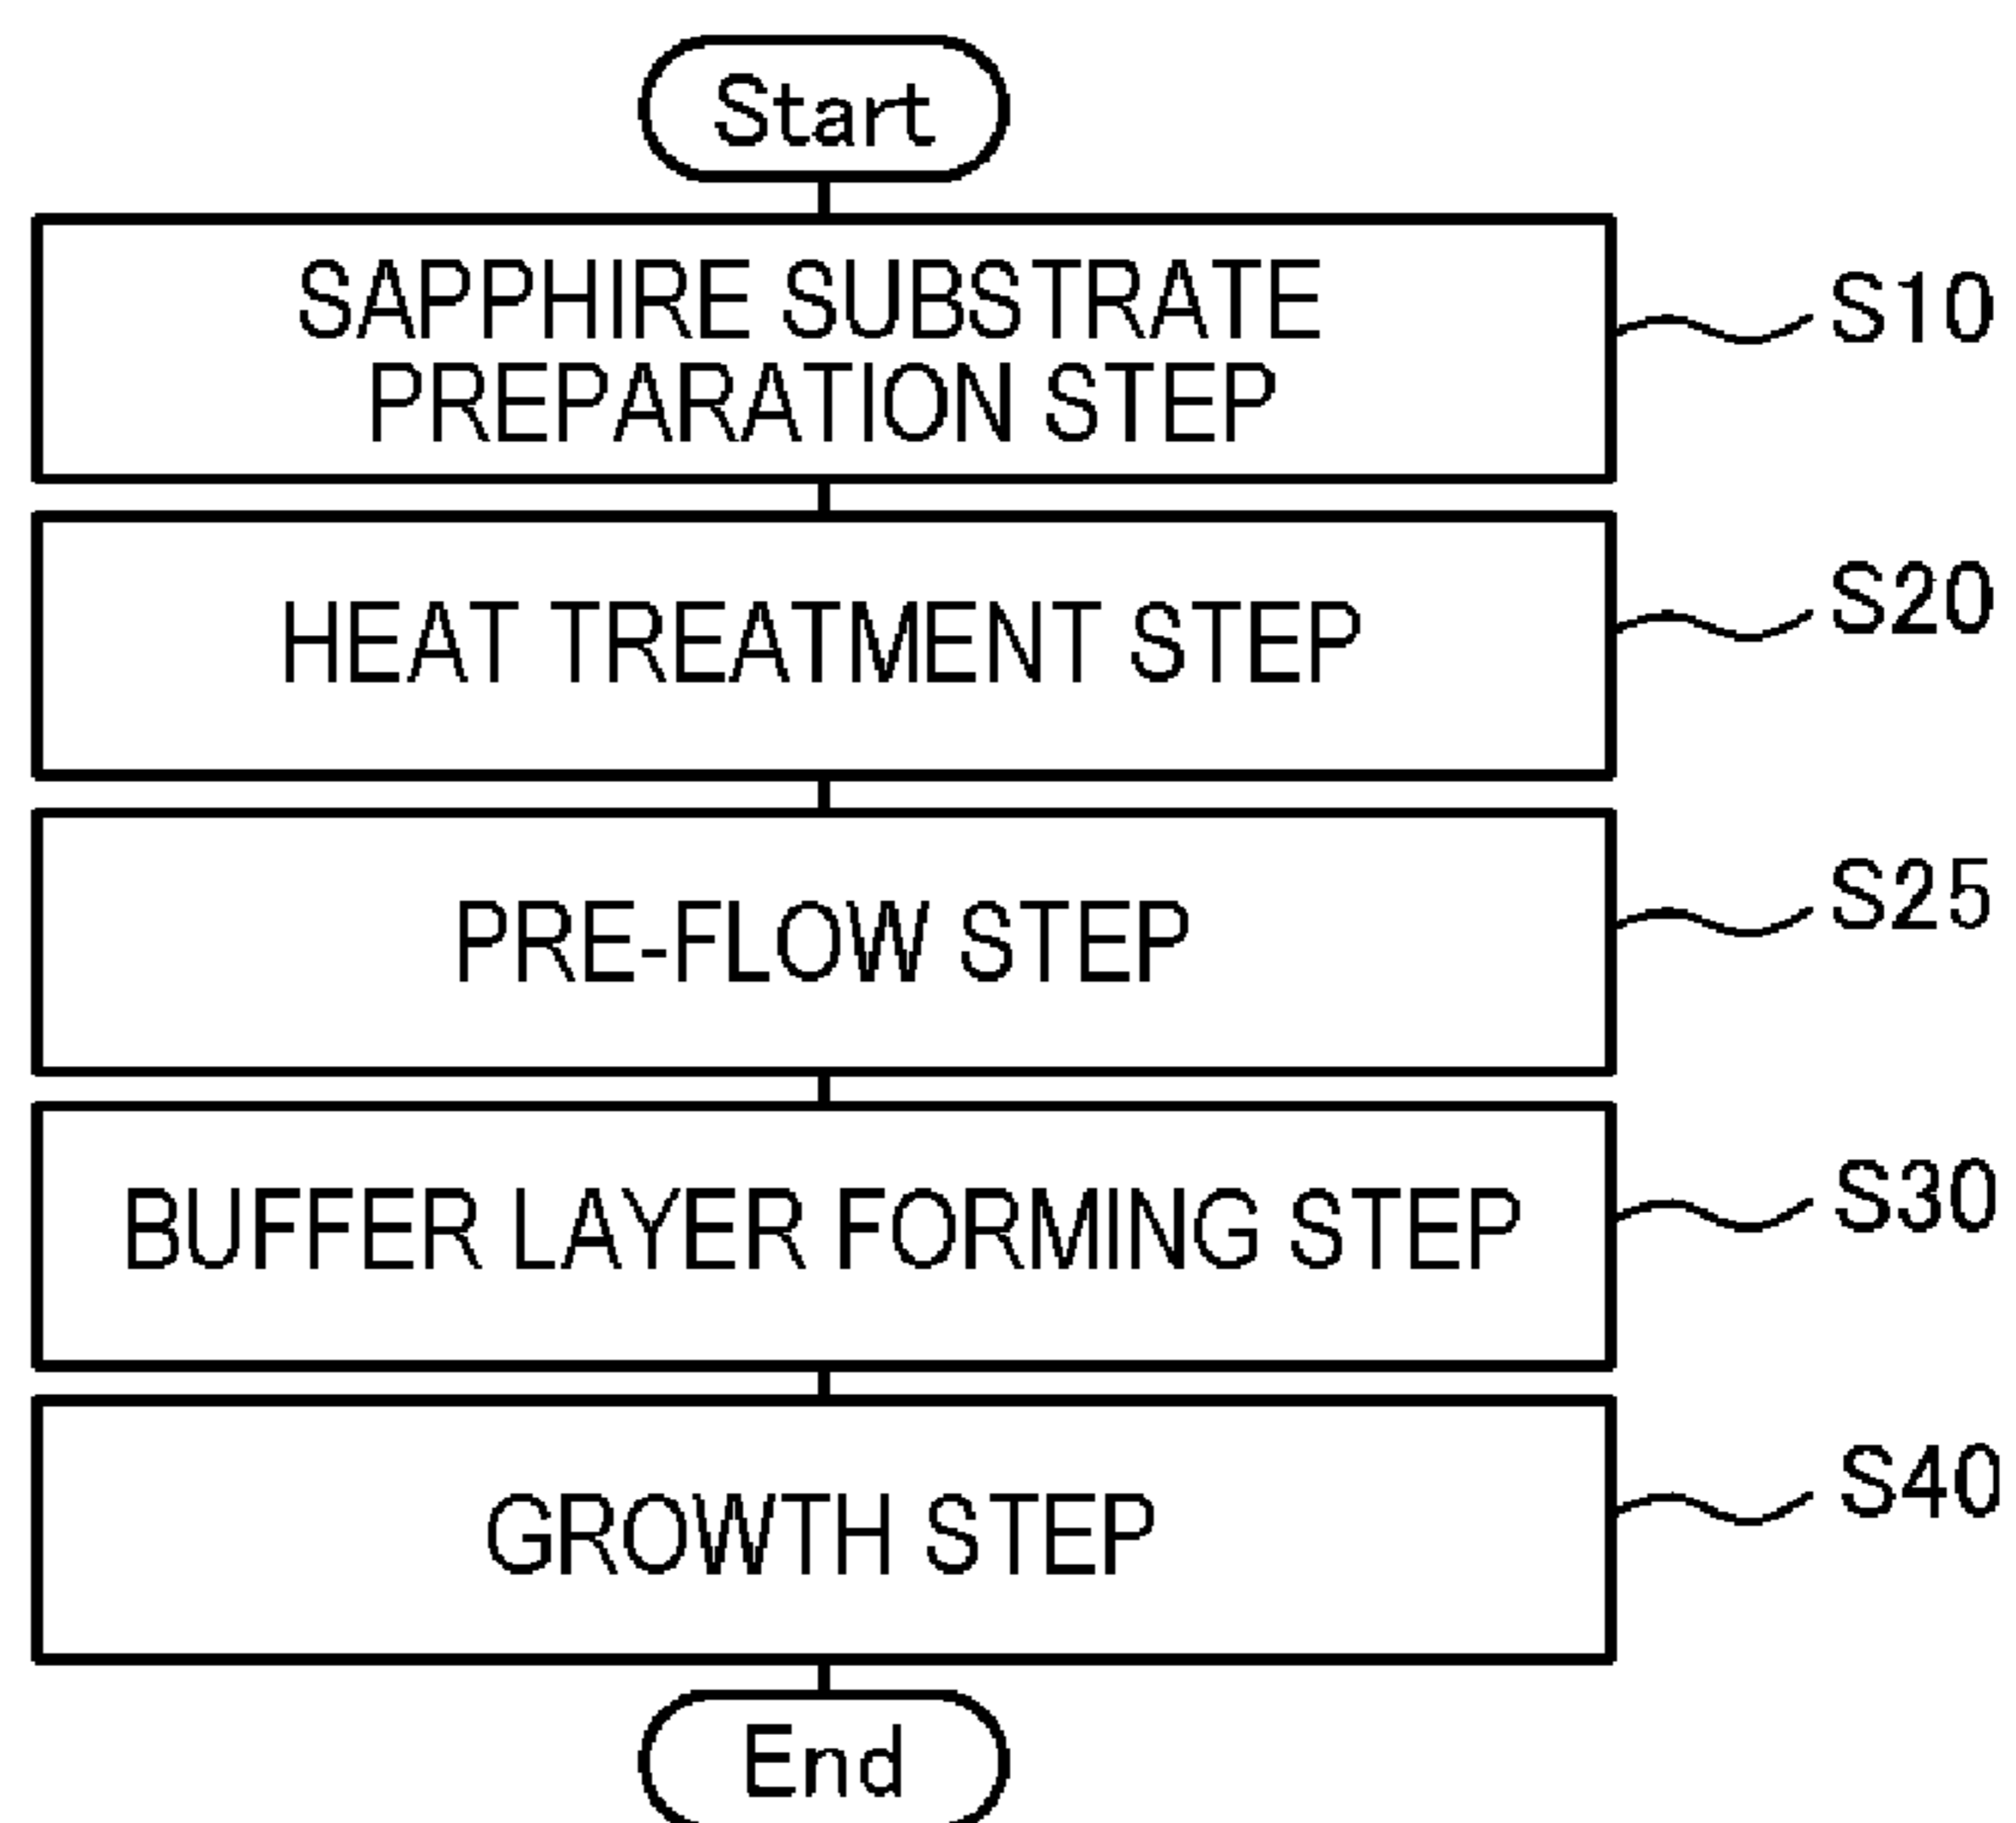 Start
SAPPHIRE SUBSTRATE
PREPARATION STEP
S10
HEAT TREATMENT STEP
S20
PRE-FLOW STEP
S25
BUFFER LAYER FORMING STEP
S30
GROWTH STEP
S40
End